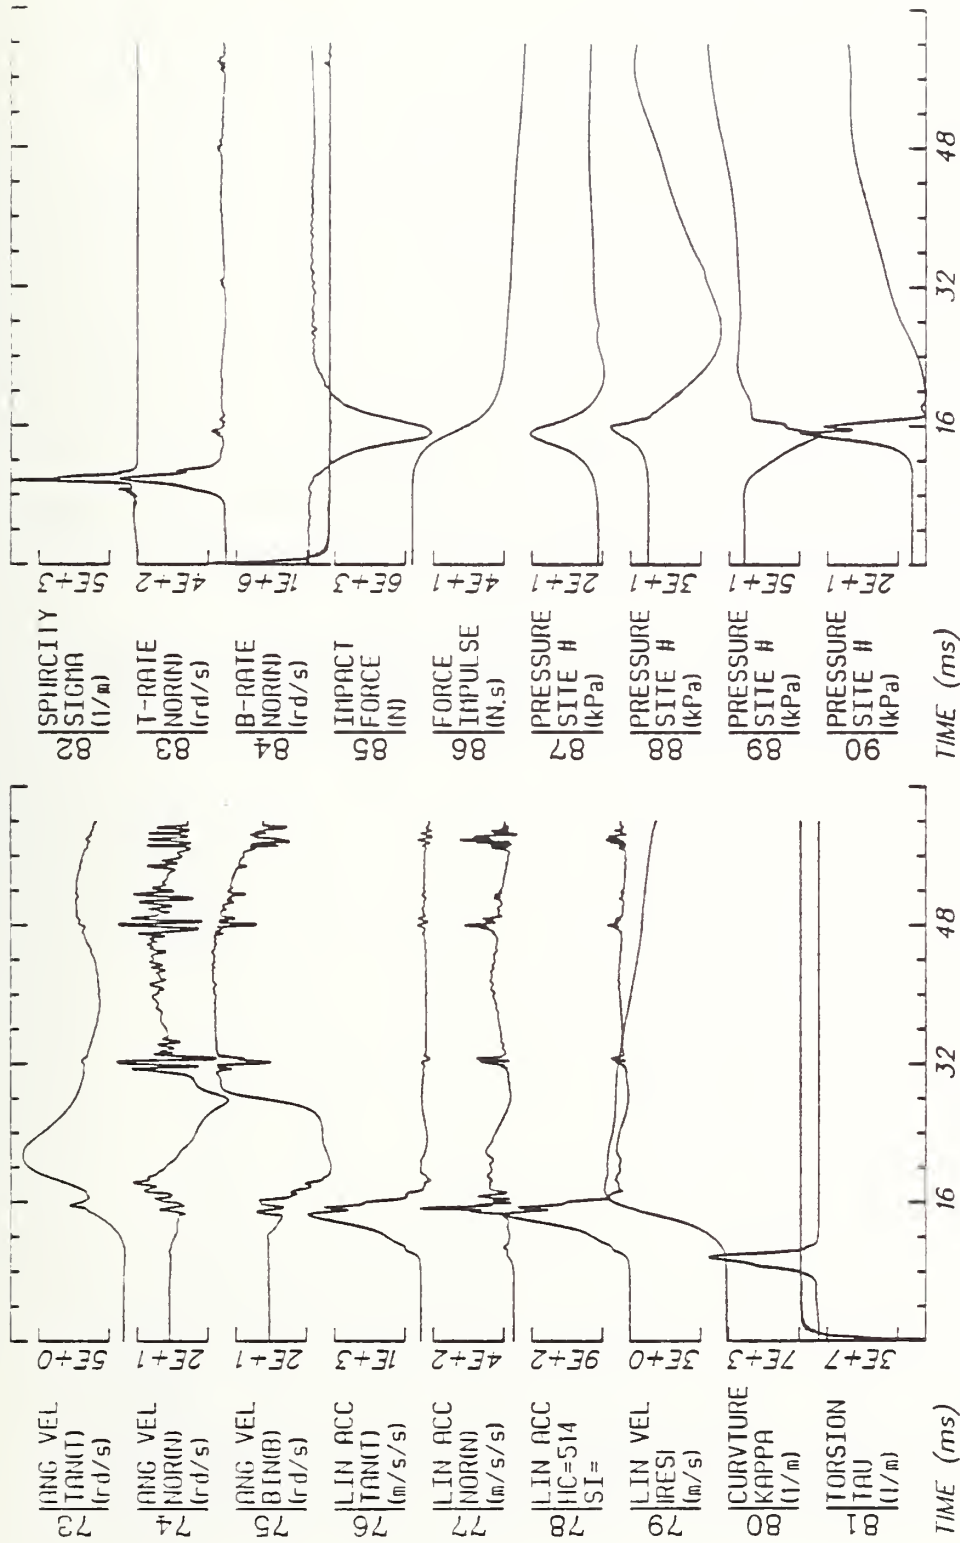 73
ANG VEL
TAN(T)
(rd/s)
5E+0
74
ANG VEL
NOR(N)
(rd/s)
2E+1
75
ANG VEL
BIN(B)
(rd/s)
2E+1
76
LIN ACC
TAN(T)
(m/s/s)
1E+3
77
LIN ACC
NOR(N)
(m/s/s)
4E+2
78
LIN ACC
HC=514
SI=
9E+2
79
LIN VEL
|RES|
(m/s)
3E+0
80
CURVTURE
KAPPA
(1/m)
7E+3
81
TORSION
TAU
(1/m)
3E+7
TIME (ms)
16
32
48
82
SPHRCITY
SIGMA
(1/m)
5E+3
83
T-RATE
NOR(N)
(rd/s)
4E+2
84
B-RATE
NOR(N)
(rd/s)
1E+6
85
IMPACT
FORCE
(N)
6E+3
86
FORCE
IMPULSE
(N.s)
4E+1
87
PRESSURE
SITE #
(kPa)
2E+1
88
PRESSURE
SITE #
(kPa)
3E+1
89
PRESSURE
SITE #
(kPa)
5E+1
90
PRESSURE
SITE #
(kPa)
2E+1
TIME (ms)
16
32
48